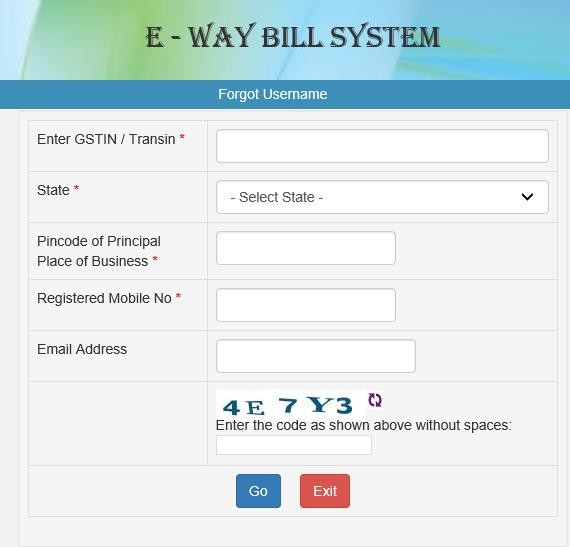 E - WAY BILL SYSTEM
Forgot Username
Enter GSTIN / Transin *
State *
- Select State -
Pincode of Principal
Place of Business *
Registered Mobile No *
Email Address
4E 7Y3
Enter the code as shown above without spaces:
Go Exit